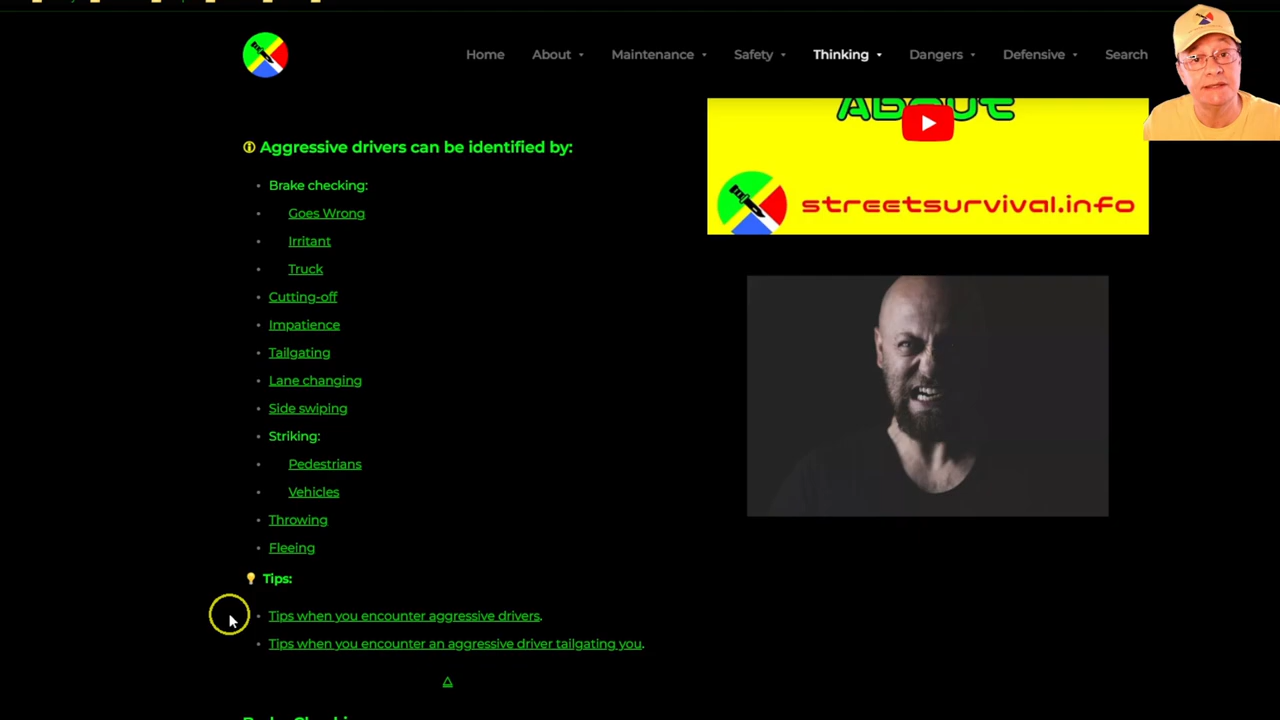 Home
About
Maintenance
Safety
Thinking
Dangers
Defensive
Search
About
streetsurvival.info
Aggressive drivers can be identified by:
Brake checking:
Goes Wrong
Irritant
Truck
Cutting-off
Impatience
Tailgating
Lane changing
Side swiping
Striking:
Pedestrians
Vehicles
Throwing
Fleeing
Tips:
Tips when you encounter aggressive drivers.
Tips when you encounter an aggressive driver tailgating you.